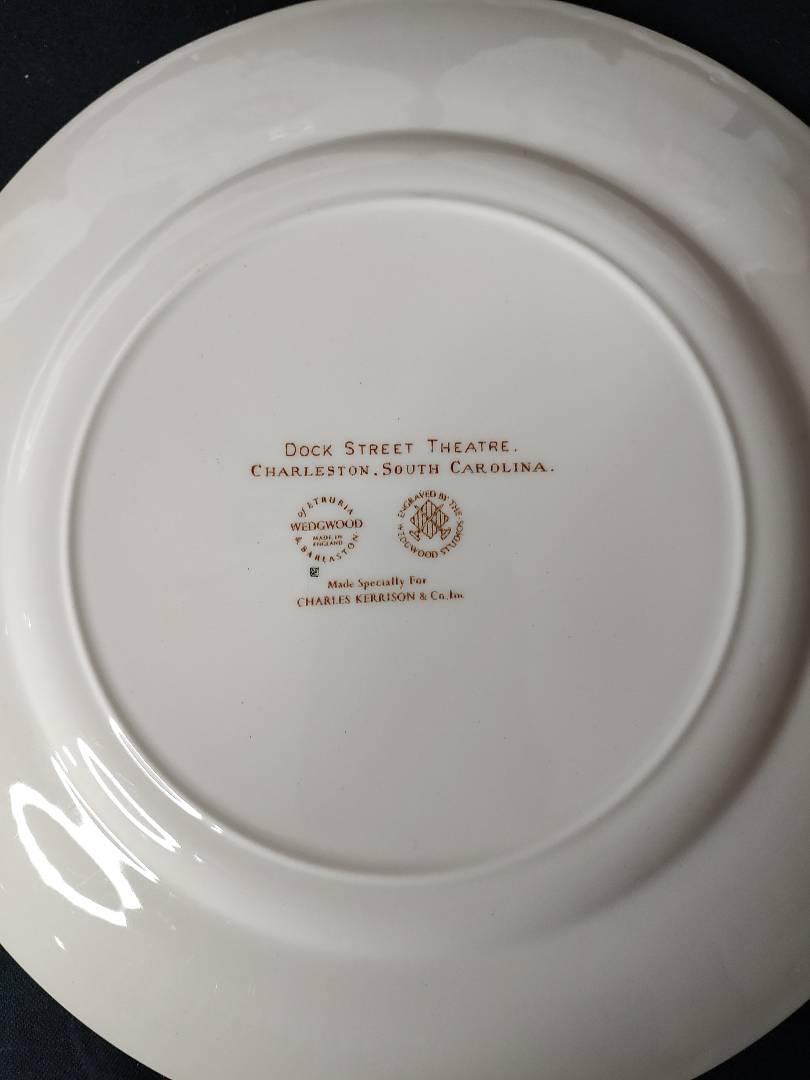 DOCK STREET THEATRE.
CHARLESTON. SOUTH CAROLINA.
OF ETRURIA
WEDGWOOD
MADE IN
ENGLAND
& BARLASTON
ENGRAVED BY THE
WEDGWOOD STUDIOS
Made Specially For
CHARLES KERRISON & Co., Inc